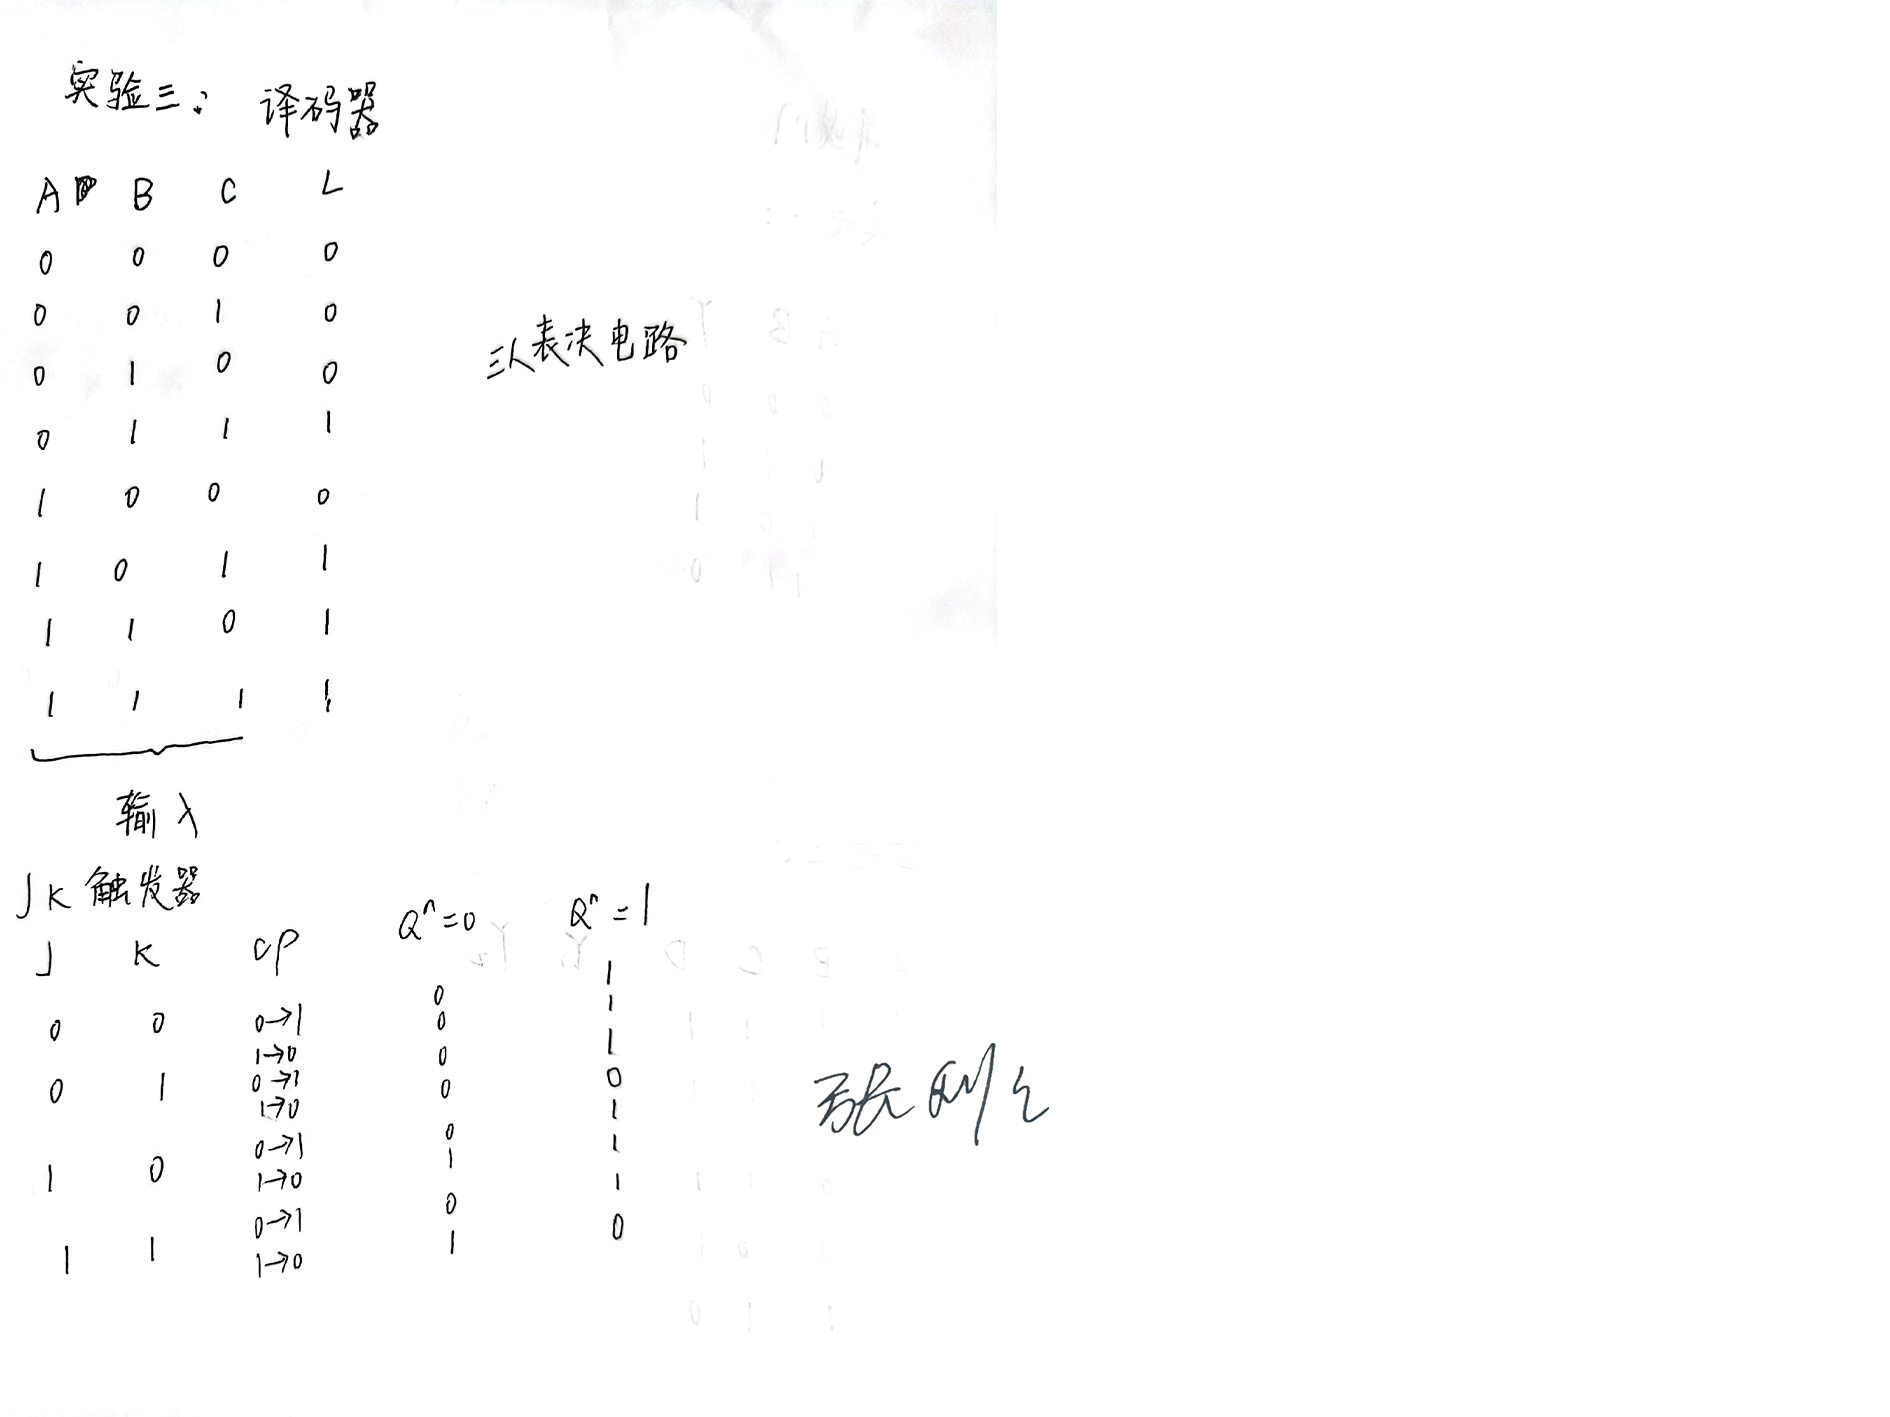 实验三： 译码器
A B C L
0 0 0 0
0 0 1 0
0 1 0 0
0 1 1 1
1 0 0 0
1 0 1 1
1 1 0 1
1 1 1 1
三人表决电路
输入
JK触发器
J K CP Qⁿ=0 Qⁿ=1
0 0 0→1 0 1
1→0 0 1
0 1 0→1 0 1
1→0 0 0
1 0 0→1 0 1
1→0 1 1
1 1 0→1 0 1
1→0 1 0